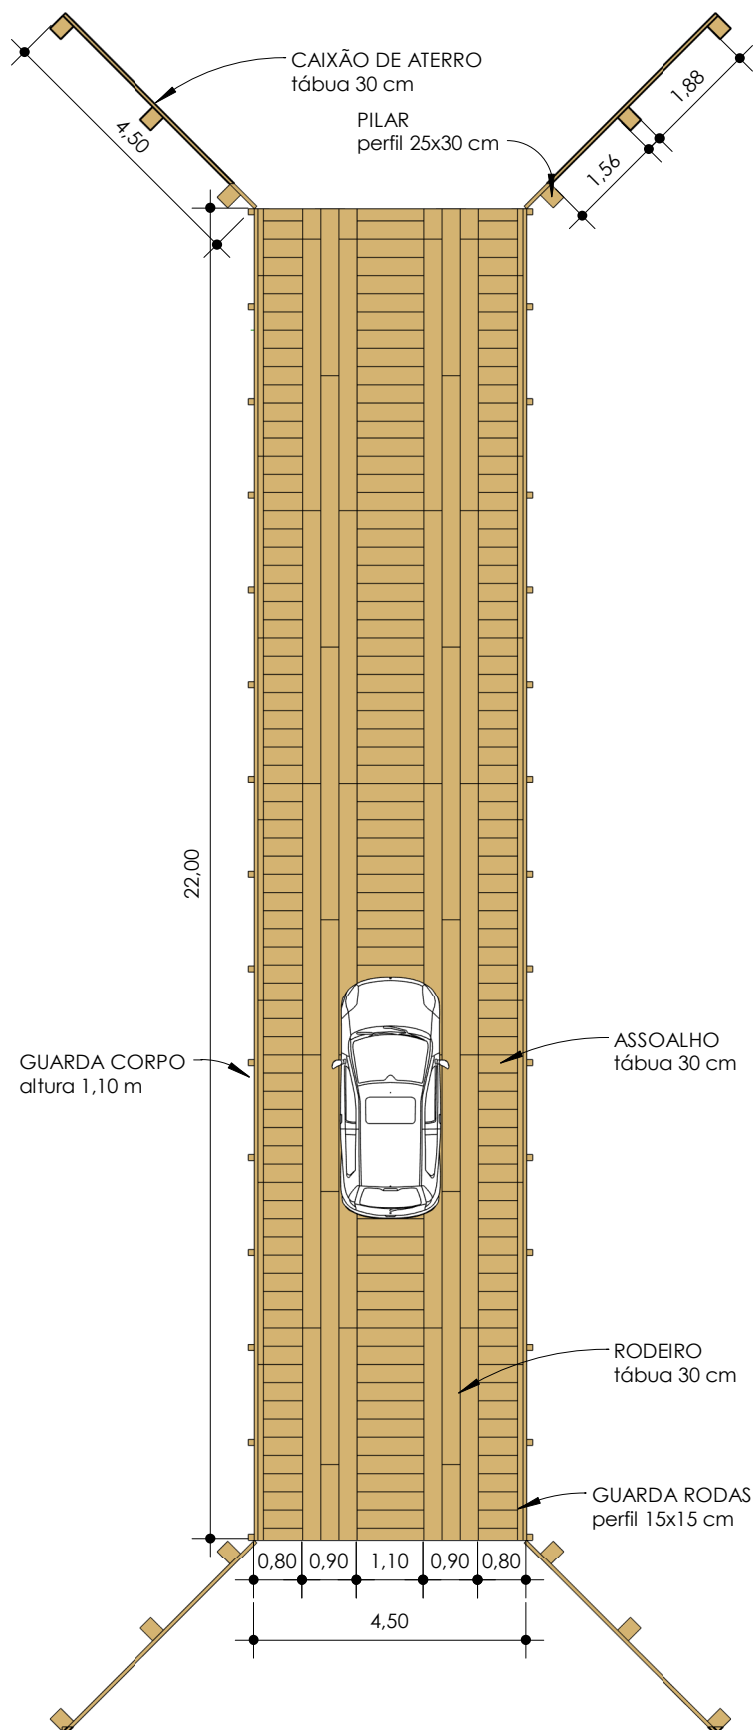 CAIXÃO DE ATERRO
tábua 30 cm
PILAR
perfil 25x30 cm
4,50
1,88
1,56
22,00
GUARDA CORPO
altura 1,10 m
ASSOALHO
tábua 30 cm
RODEIRO
tábua 30 cm
GUARDA RODAS
perfil 15x15 cm
0,80 0,90 1,10 0,90 0,80
4,50